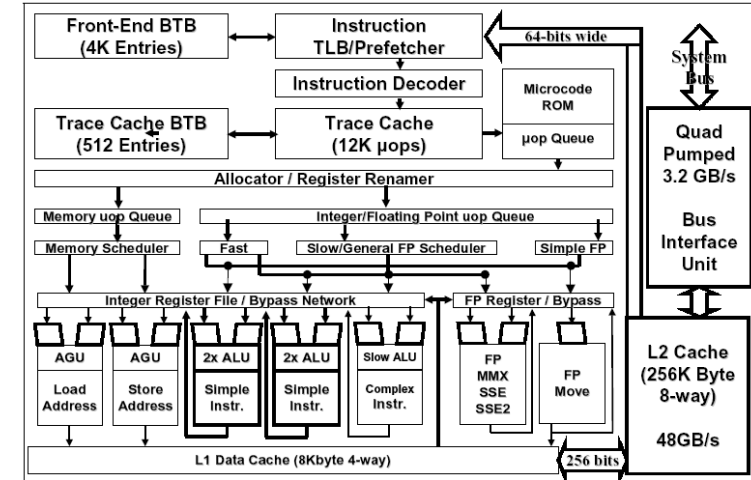 Front-End BTB
(4K Entries)
Instruction
TLB/Prefetcher
64-bits wide
System
Bus
Instruction Decoder
Microcode
ROM
Trace Cache BTB
(512 Entries)
Trace Cache
(12K µops)
µop Queue
Quad
Pumped
3.2 GB/s
Bus
Interface
Unit
Allocator / Register Renamer
Memory uop Queue
Integer/Floating Point uop Queue
Memory Scheduler
Fast
Slow/General FP Scheduler
Simple FP
Integer Register File / Bypass Network
FP Register / Bypass
AGU
Load
Address
AGU
Store
Address
2x ALU
Simple
Instr.
2x ALU
Simple
Instr.
Slow ALU
Complex
Instr.
FP
MMX
SSE
SSE2
FP
Move
L2 Cache
(256K Byte
8-way)
48GB/s
L1 Data Cache (8Kbyte 4-way)
256 bits